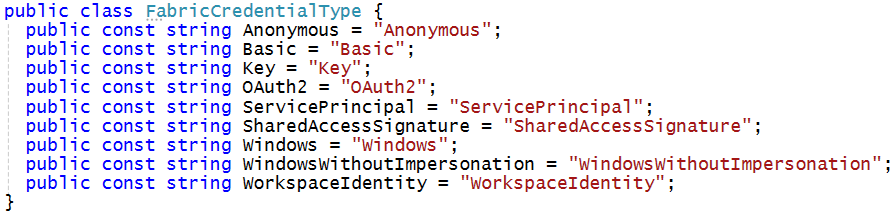 public class FabricCredentialType {
  public const string Anonymous = "Anonymous";
  public const string Basic = "Basic";
  public const string Key = "Key";
  public const string OAuth2 = "OAuth2";
  public const string ServicePrincipal = "ServicePrincipal";
  public const string SharedAccessSignature = "SharedAccessSignature";
  public const string Windows = "Windows";
  public const string WindowsWithoutImpersonation = "WindowsWithoutImpersonation";
  public const string WorkspaceIdentity = "WorkspaceIdentity";
}